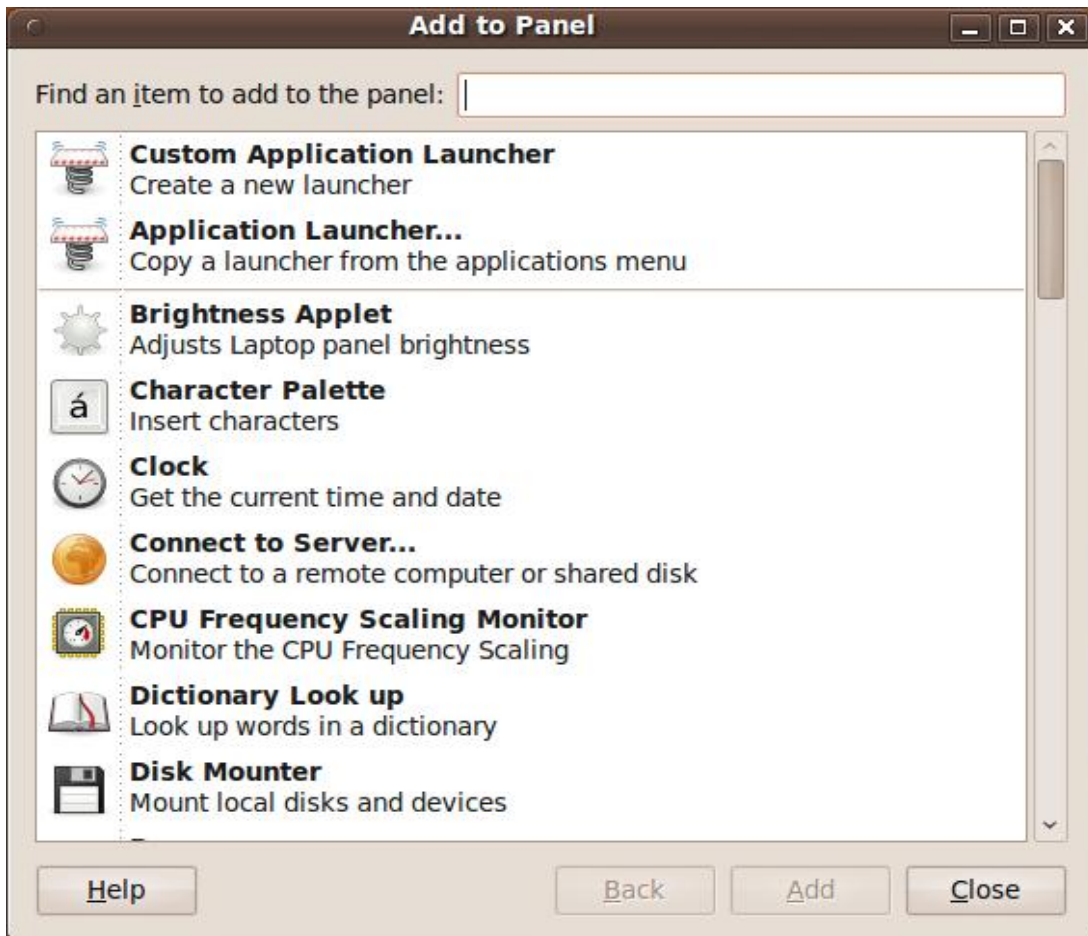 Add to Panel
Find an item to add to the panel:
Custom Application Launcher
Create a new launcher
Application Launcher...
Copy a launcher from the applications menu
Brightness Applet
Adjusts Laptop panel brightness
á
Character Palette
Insert characters
Clock
Get the current time and date
Connect to Server...
Connect to a remote computer or shared disk
CPU Frequency Scaling Monitor
Monitor the CPU Frequency Scaling
Dictionary Look up
Look up words in a dictionary
Disk Mounter
Mount local disks and devices
Help Back Add Close